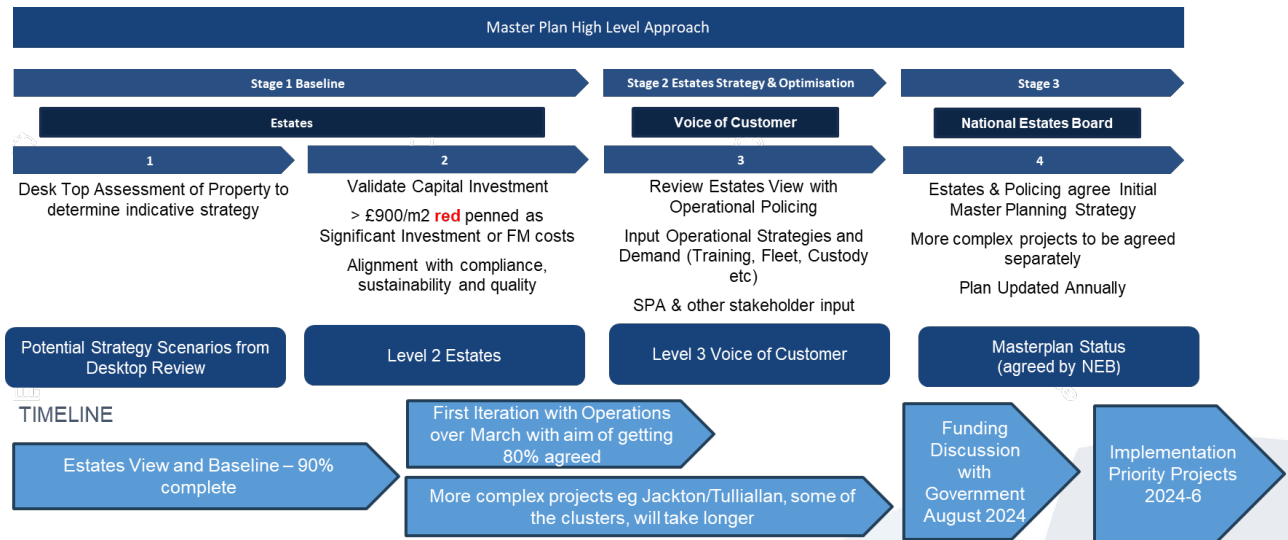 Master Plan High Level Approach
Stage 1 Baseline
Stage 2 Estates Strategy & Optimisation
Stage 3
Estates
Voice of Customer
National Estates Board
1
2
3
4
Desk Top Assessment of Property to
determine indicative strategy
Validate Capital Investment
> £900/m2 red penned as
Significant Investment or FM costs
Alignment with compliance,
sustainability and quality
Review Estates View with
Operational Policing
Input Operational Strategies and
Demand (Training, Fleet, Custody
etc)
SPA & other stakeholder input
Estates & Policing agree Initial
Master Planning Strategy
More complex projects to be agreed
separately
Plan Updated Annually
Potential Strategy Scenarios from
Desktop Review
Level 2 Estates
Level 3 Voice of Customer
Masterplan Status
(agreed by NEB)
TIMELINE
Estates View and Baseline – 90%
complete
First Iteration with Operations
over March with aim of getting
80% agreed
More complex projects eg Jackton/Tulliallan, some of
the clusters, will take longer
Funding
Discussion
with
Government
August 2024
Implementation
Priority Projects
2024-6